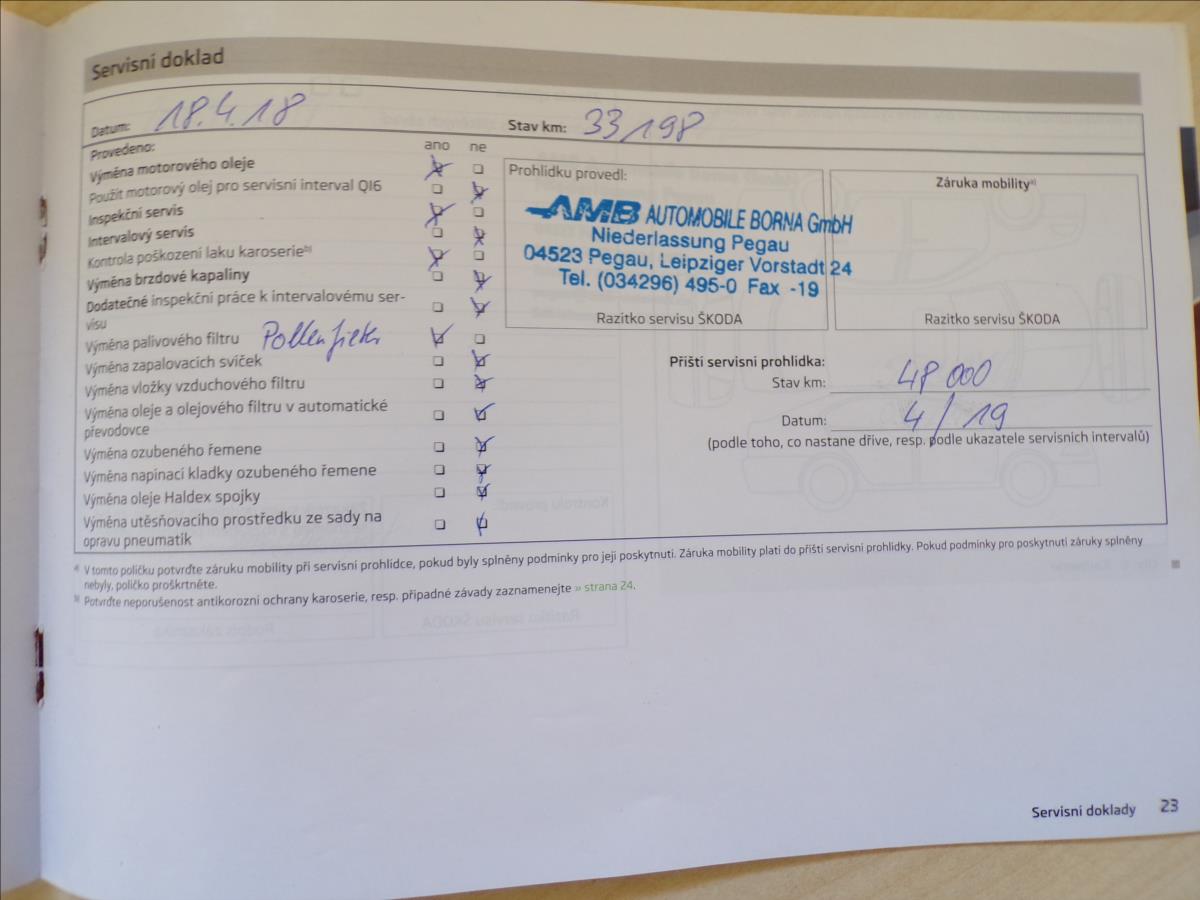 Servisní doklad
Datum: 18.4.18
Stav km: 33198
Provedeno:
ano ne
Výměna motorového oleje
Použit motorový olej pro servisní interval QI6
Inspekční servis
Intervalový servis
Kontrola poškození laku karoserie b)
Výměna brzdové kapaliny
Dodatečné inspekční práce k intervalovému ser-
visu
Výměna palivového filtru
Výměna zapalovacích svíček
Výměna vložky vzduchového filtru
Výměna oleje a olejového filtru v automatické
převodovce
Výměna ozubeného řemene
Výměna napínací kladky ozubeného řemene
Výměna oleje Haldex spojky
Výměna utěsňovacího prostředku ze sady na
opravu pneumatik
Prohlídku provedl:
AMB AUTOMOBILE BORNA GmbH
Niederlassung Pegau
04523 Pegau, Leipziger Vorstadt 24
Tel. (034296) 495-0 Fax -19
Razítko servisu ŠKODA
Záruka mobility a)
Razítko servisu ŠKODA
Příští servisní prohlídka:
Stav km: 48 000
Datum: 4/19
(podle toho, co nastane dříve, resp. podle ukazatele servisních intervalů)
a) V tomto políčku potvrďte záruku mobility při servisní prohlídce, pokud byly splněny podmínky pro její poskytnutí. Záruka mobility platí do příští servisní prohlídky. Pokud podmínky pro poskytnutí záruky splněny
nebyly, políčko proškrtněte.
b) Potvrďte neporušenost antikorozní ochrany karoserie, resp. případné závady zaznamenejte » strana 24.
Servisní doklady 23